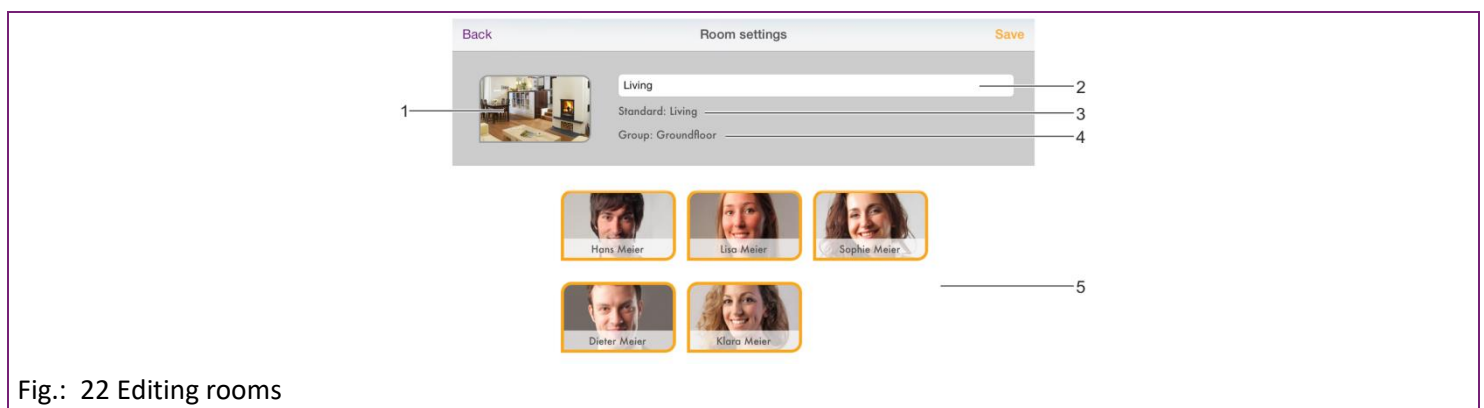 Back Room settings Save
Living 2
1 Standard: Living 3
Group: Groundfloor 4
Hans Meier Lisa Meier Sophie Meier
5
Dieter Meier Klara Meier
Fig.: 22 Editing rooms